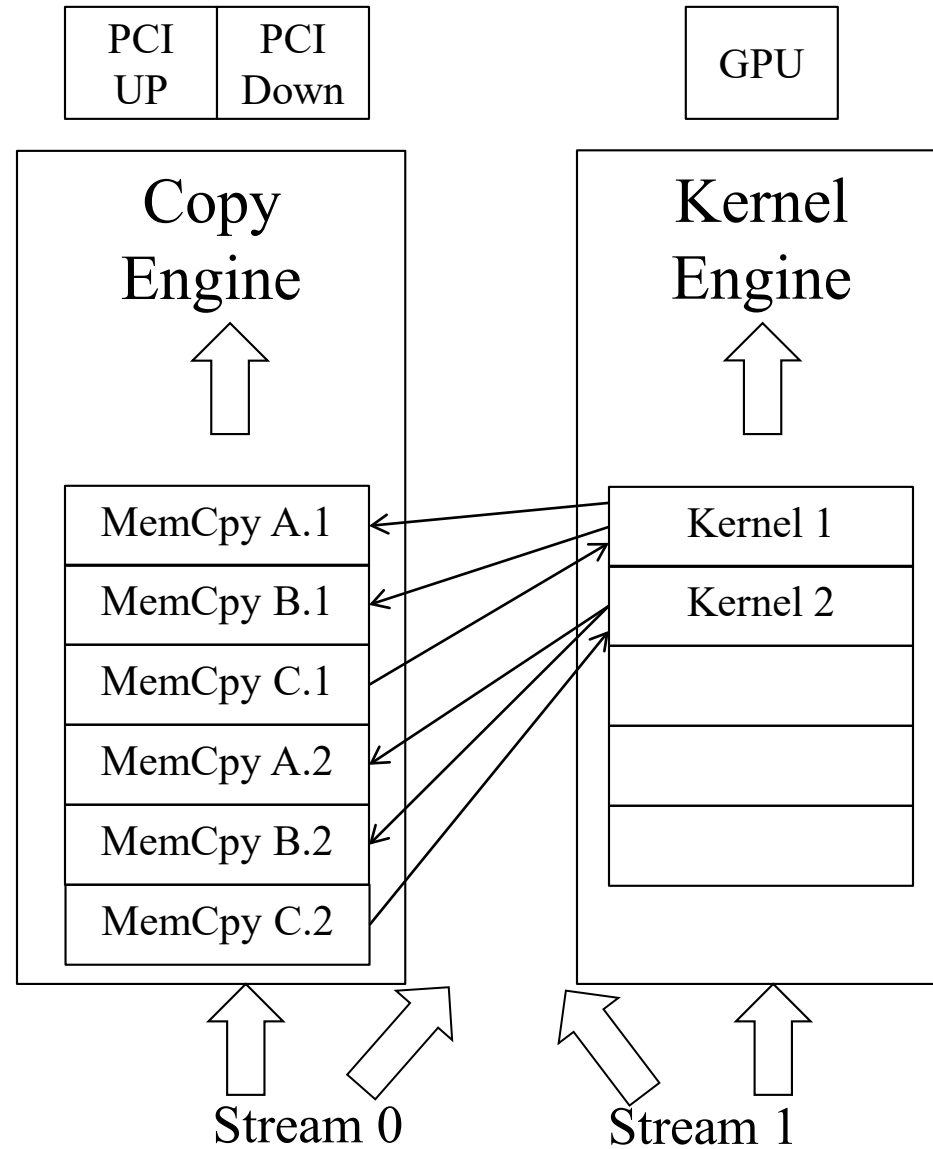 PCI
UP
PCI
Down
GPU
Copy
Engine
Kernel
Engine
MemCpy A.1
MemCpy B.1
MemCpy C.1
MemCpy A.2
MemCpy B.2
MemCpy C.2
Kernel 1
Kernel 2
Stream 0
Stream 1